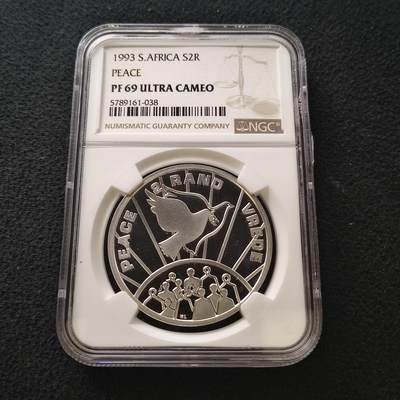 1993 S.AFRICA S2R
PEACE
PF 69 ULTRA CAMEO
5789161-038
NUMISMATIC GUARANTY COMPANY
NGC
PEACE 2 RAND VREDE